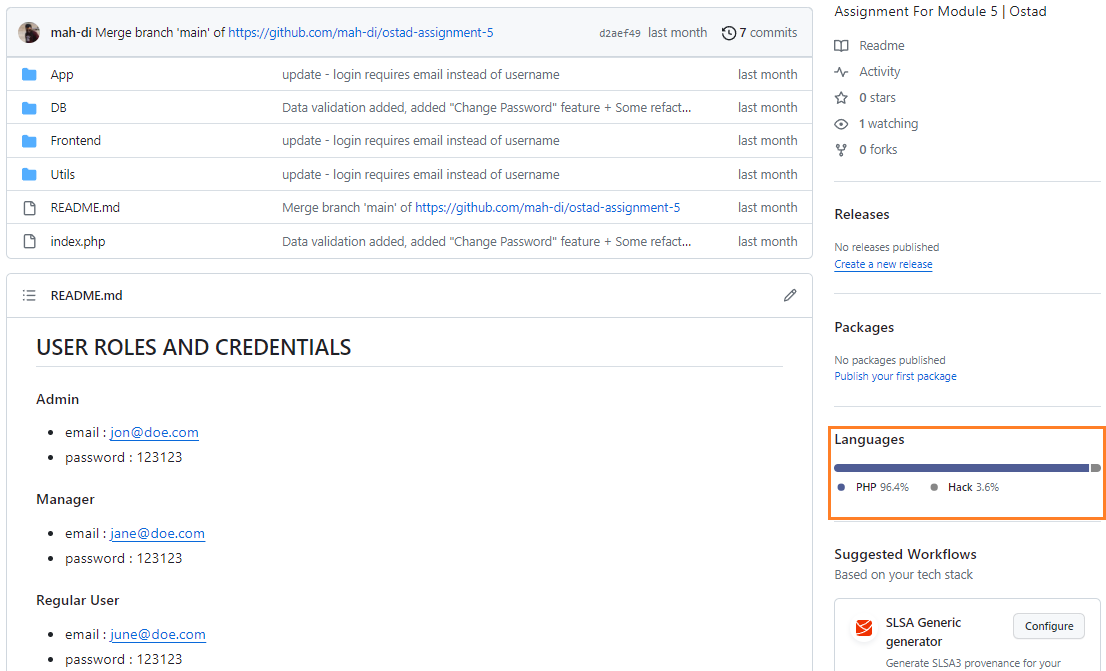 mah-di Merge branch 'main' of https://github.com/mah-di/ostad-assignment-5 d2aef49 last month 7 commits
App update - login requires email instead of username last month
DB Data validation added, added "Change Password" feature + Some refact... last month
Frontend update - login requires email instead of username last month
Utils update - login requires email instead of username last month
README.md Merge branch 'main' of https://github.com/mah-di/ostad-assignment-5 last month
index.php Data validation added, added "Change Password" feature + Some refact... last month
README.md
USER ROLES AND CREDENTIALS
Admin
email : jon@doe.com
password : 123123
Manager
email : jane@doe.com
password : 123123
Regular User
email : june@doe.com
password : 123123
Assignment For Module 5 | Ostad
Readme
Activity
0 stars
1 watching
0 forks
Releases
No releases published
Create a new release
Packages
No packages published
Publish your first package
Languages
PHP 96.4% Hack 3.6%
Suggested Workflows
Based on your tech stack
SLSA Generic
generator
Configure
Generate SLSA3 provenance for your